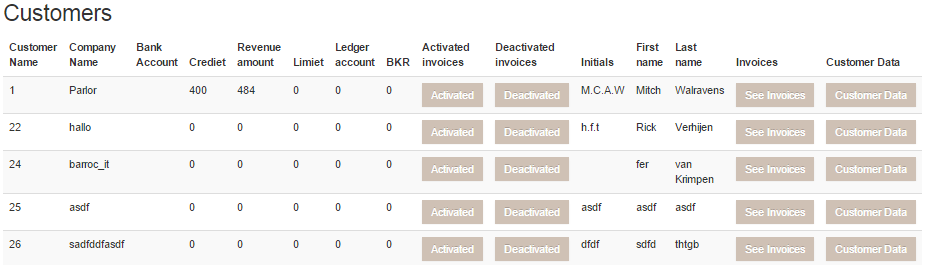 Customers
Customer Name Company Name Bank Account Crediet Revenue amount Limiet Ledger account BKR Activated invoices Deactivated invoices Initials First name Last name Invoices Customer Data
1 Parlor 400 484 0 0 0 Activated Deactivated M.C.A.W Mitch Walravens See Invoices Customer Data
22 hallo 0 0 0 0 0 Activated Deactivated h.f.t Rick Verhijen See Invoices Customer Data
24 barroc_it 0 0 0 0 0 Activated Deactivated fer van Krimpen See Invoices Customer Data
25 asdf 0 0 0 0 0 Activated Deactivated asdf asdf asdf See Invoices Customer Data
26 sadfddfasdf 0 0 0 0 0 Activated Deactivated dfdf sdfd thtgb See Invoices Customer Data